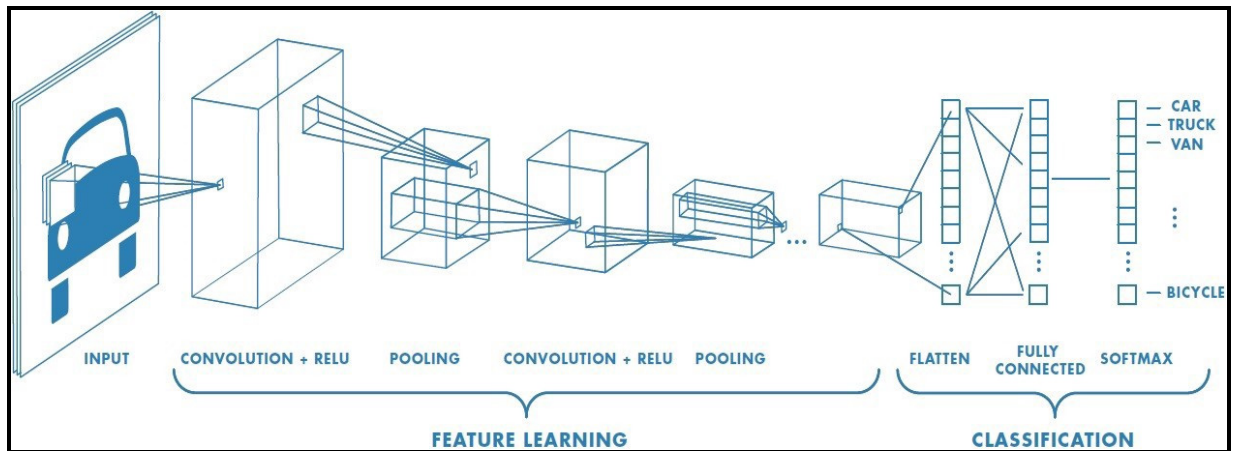 CAR
TRUCK
VAN
BICYCLE
INPUT
CONVOLUTION + RELU
POOLING
CONVOLUTION + RELU
POOLING
FLATTEN
FULLY
CONNECTED
SOFTMAX
FEATURE LEARNING
CLASSIFICATION